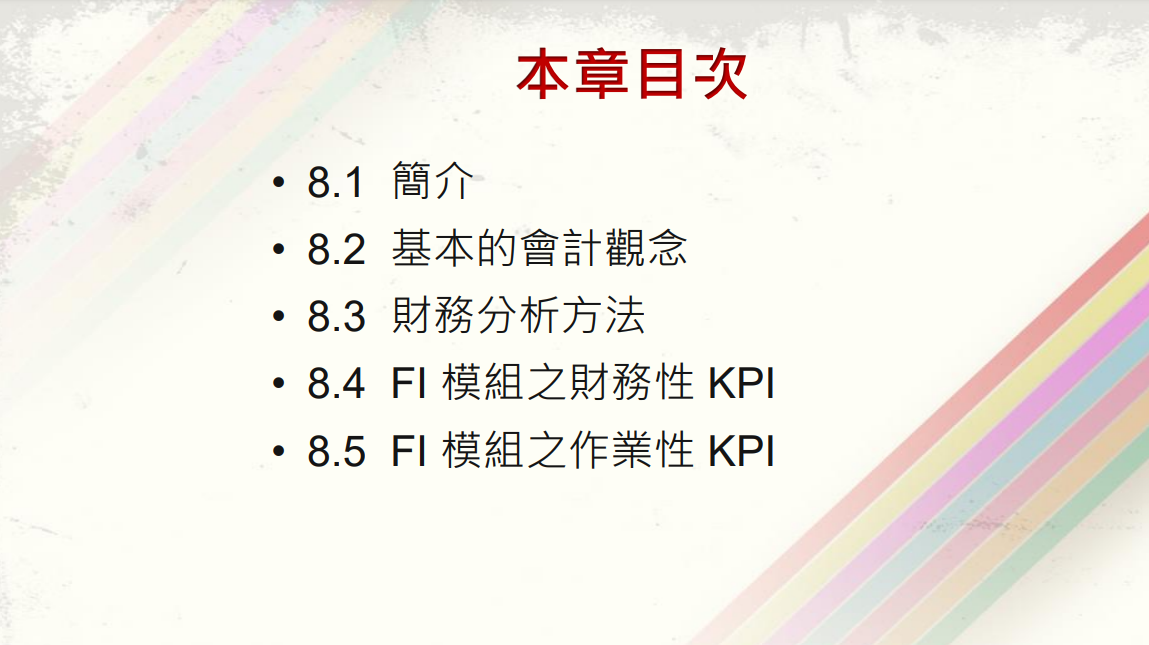 本章目次
• 8.1 簡介
• 8.2 基本的會計觀念
• 8.3 財務分析方法
• 8.4 FI 模組之財務性 KPI
• 8.5 FI 模組之作業性 KPI